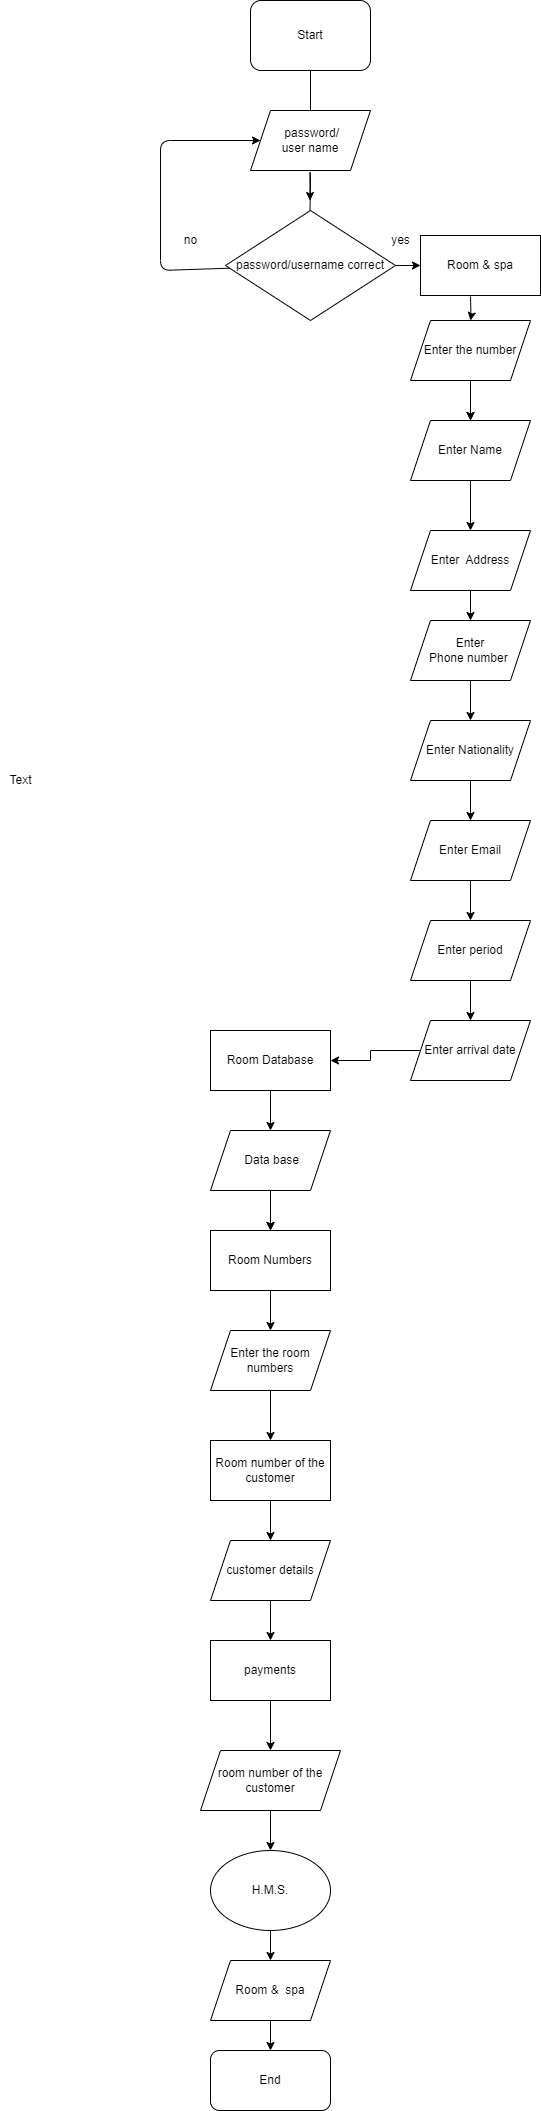 Start
password/
user name
no
yes
password/username correct
Room & spa
Enter the number
Enter Name
Enter  Address
Enter
Phone number
Enter Nationality
Text
Enter Email
Enter period
Enter arrival date
Room Database
Data base
Room Numbers
Enter the room
numbers
Room number of the
customer
customer details
payments
room number of the
customer
H.M.S.
Room &  spa
End